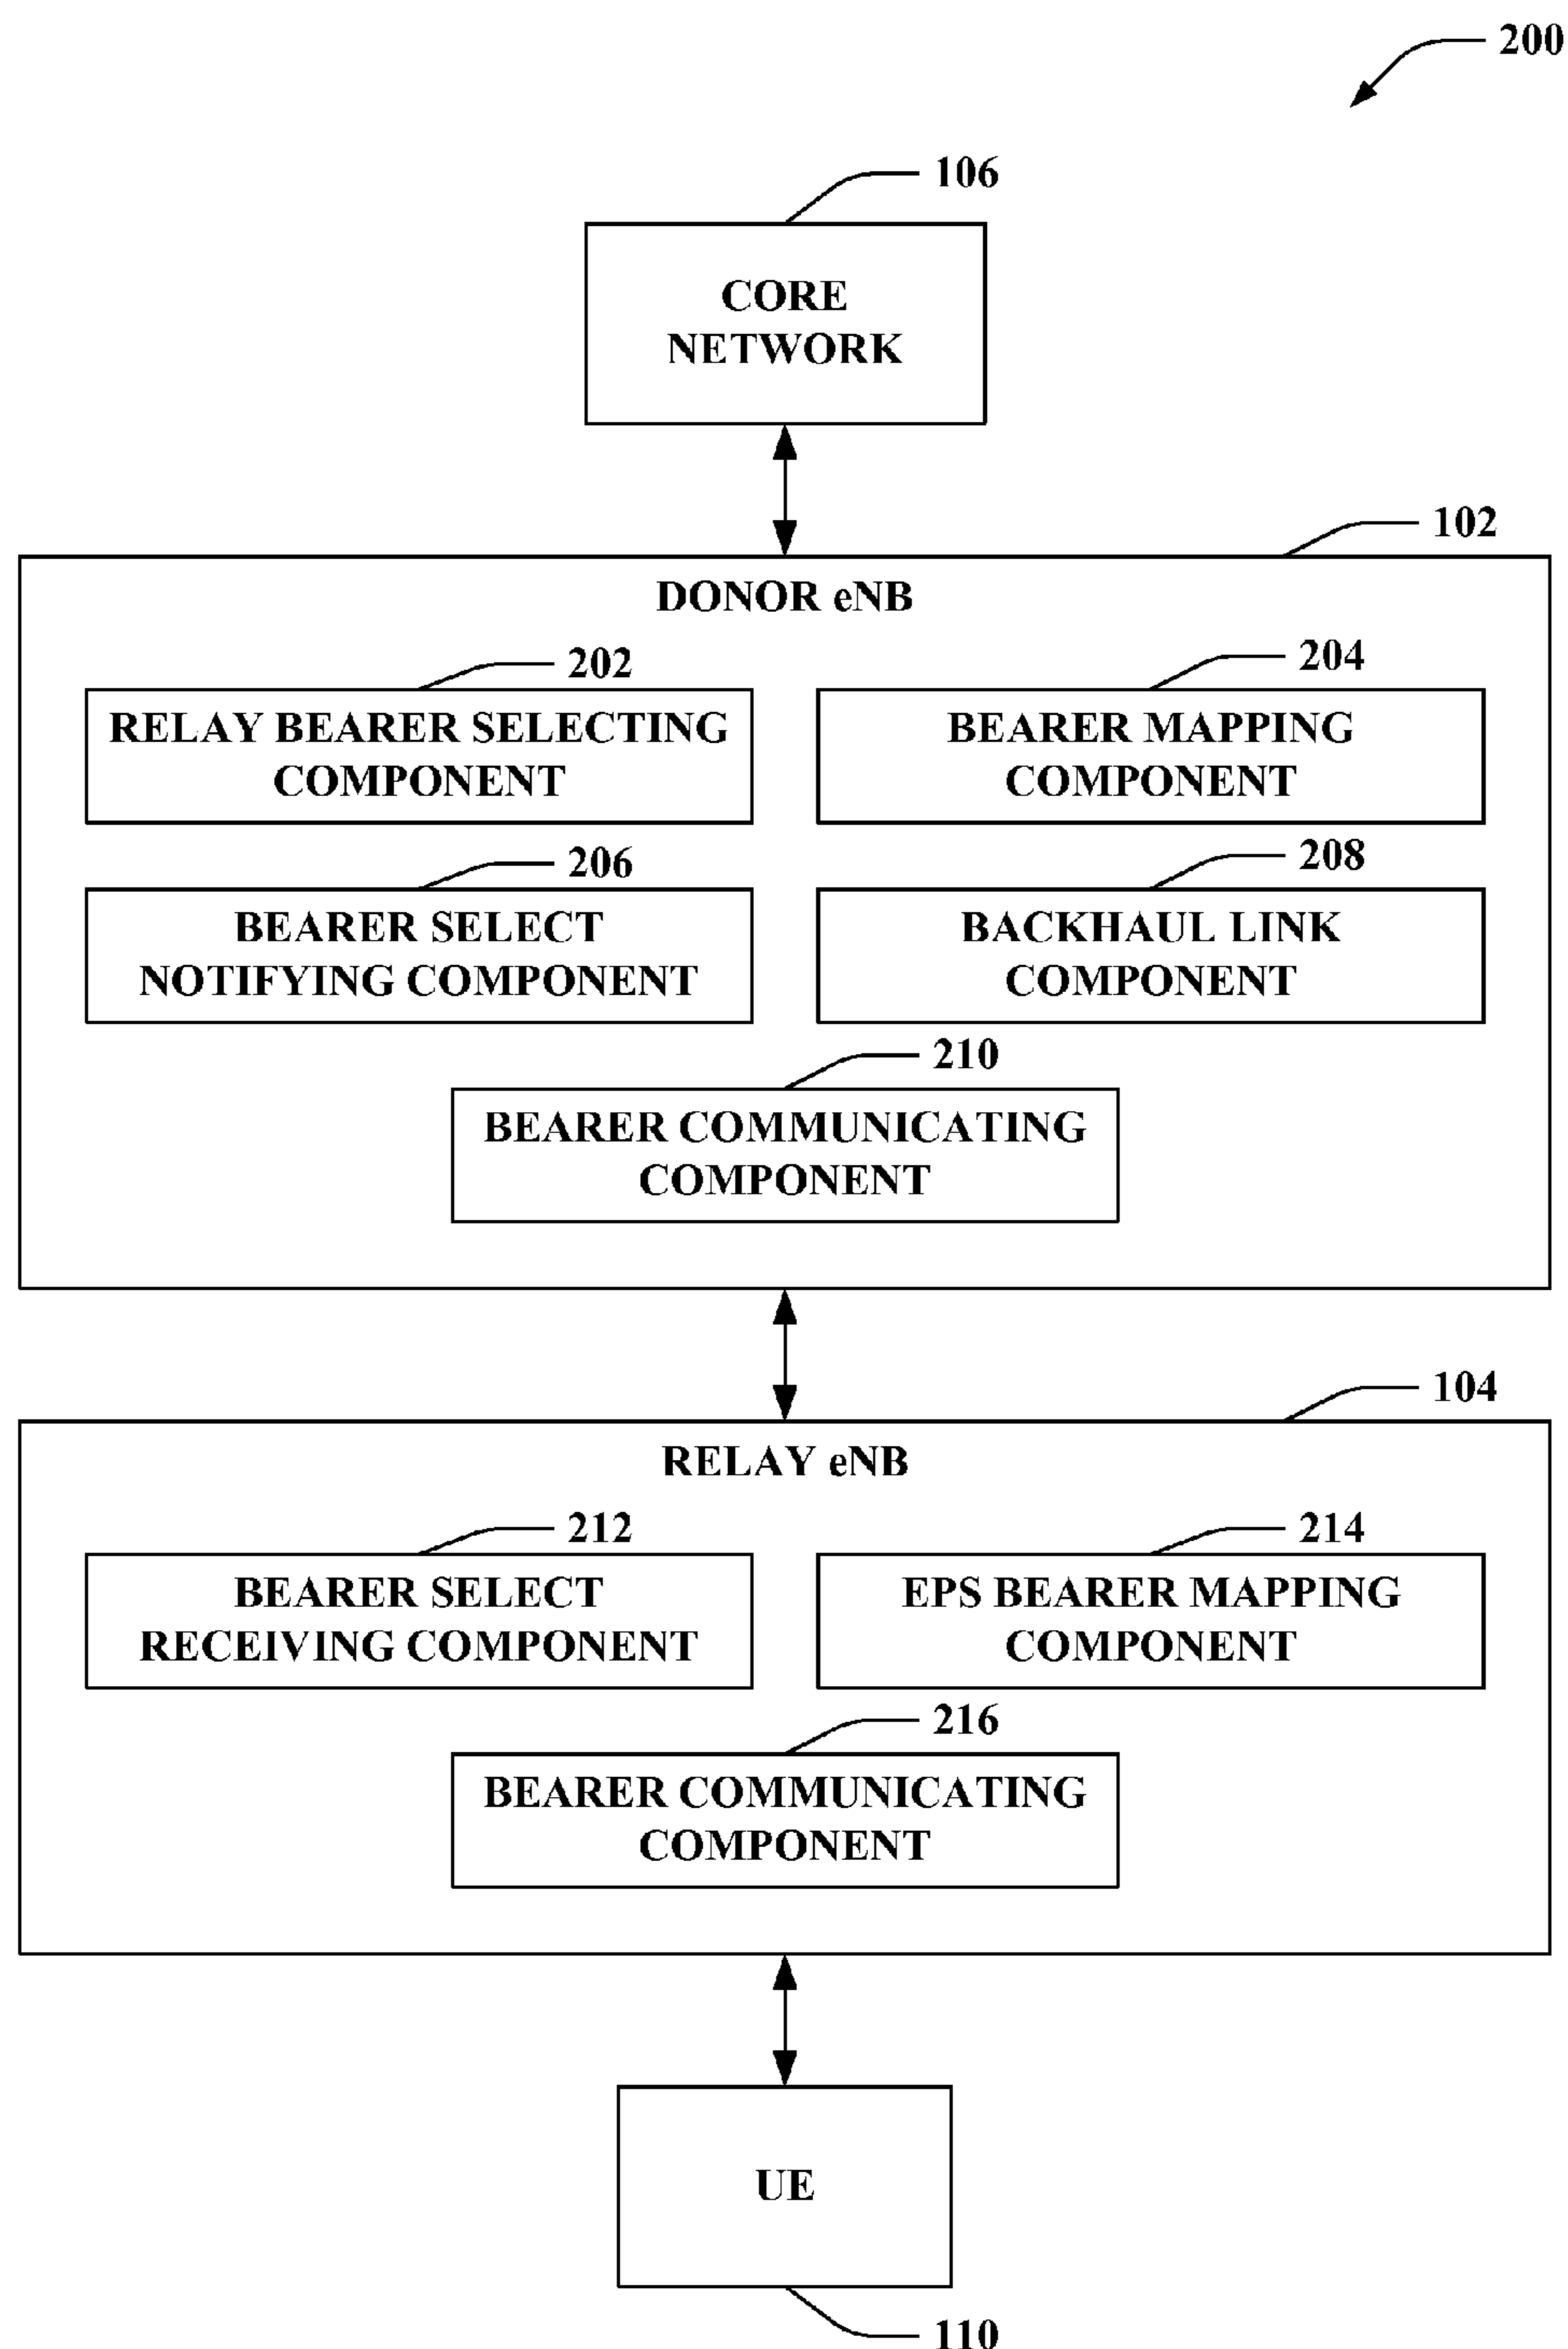 200
106
CORE
NETWORK
102
DONOR eNB
202
204
RELAY BEARER SELECTING
COMPONENT
BEARER MAPPING
COMPONENT
206
208
BEARER SELECT
NOTIFYING COMPONENT
BACKHAUL LINK
COMPONENT
210
BEARER COMMUNICATING
COMPONENT
104
RELAY eNB
212
214
BEARER SELECT
RECEIVING COMPONENT
EPS BEARER MAPPING
COMPONENT
216
BEARER COMMUNICATING
COMPONENT
UE
110